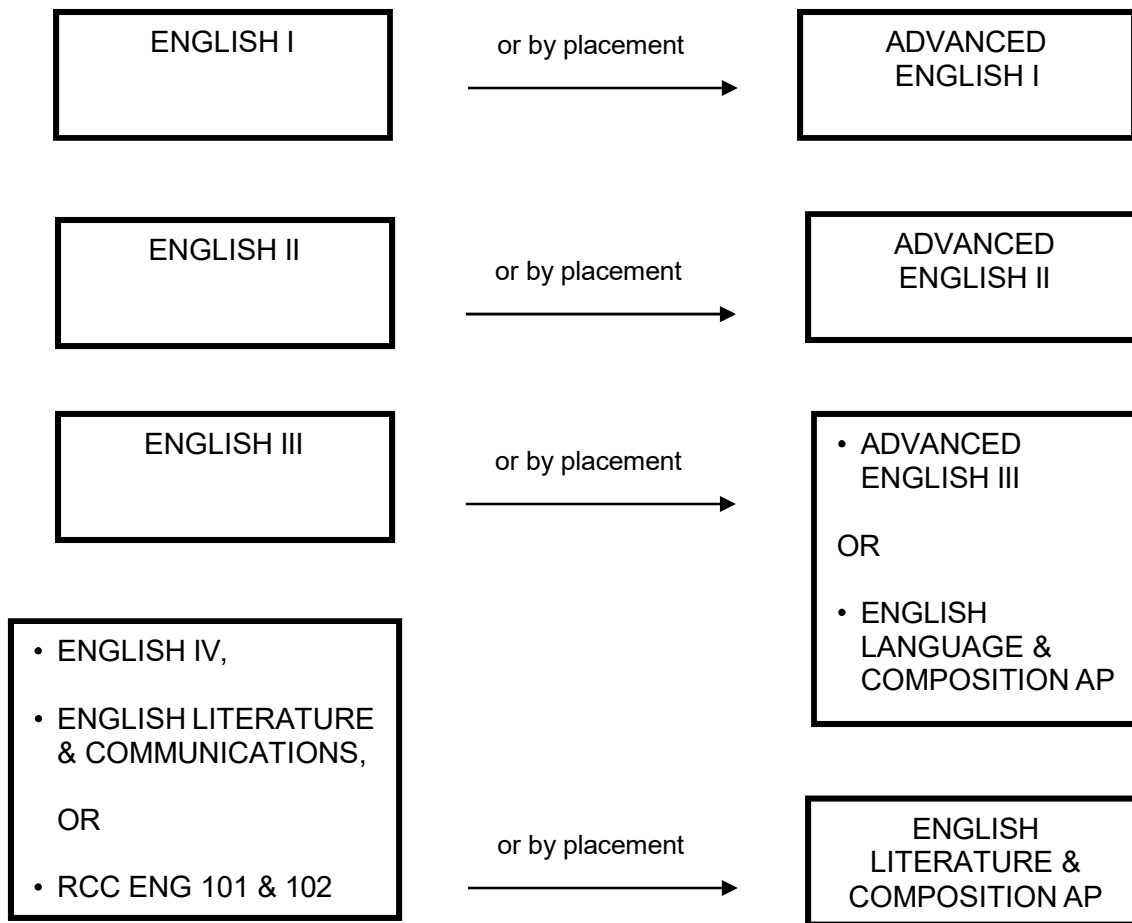 ENGLISH I
or by placement
ADVANCED
ENGLISH I
ENGLISH II
or by placement
ADVANCED
ENGLISH II
ENGLISH III
or by placement
• ADVANCED
ENGLISH III
OR
• ENGLISH
LANGUAGE &
COMPOSITION AP
• ENGLISH IV,
• ENGLISH LITERATURE
& COMMUNICATIONS,
OR
• RCC ENG 101 & 102
or by placement
ENGLISH
LITERATURE &
COMPOSITION AP